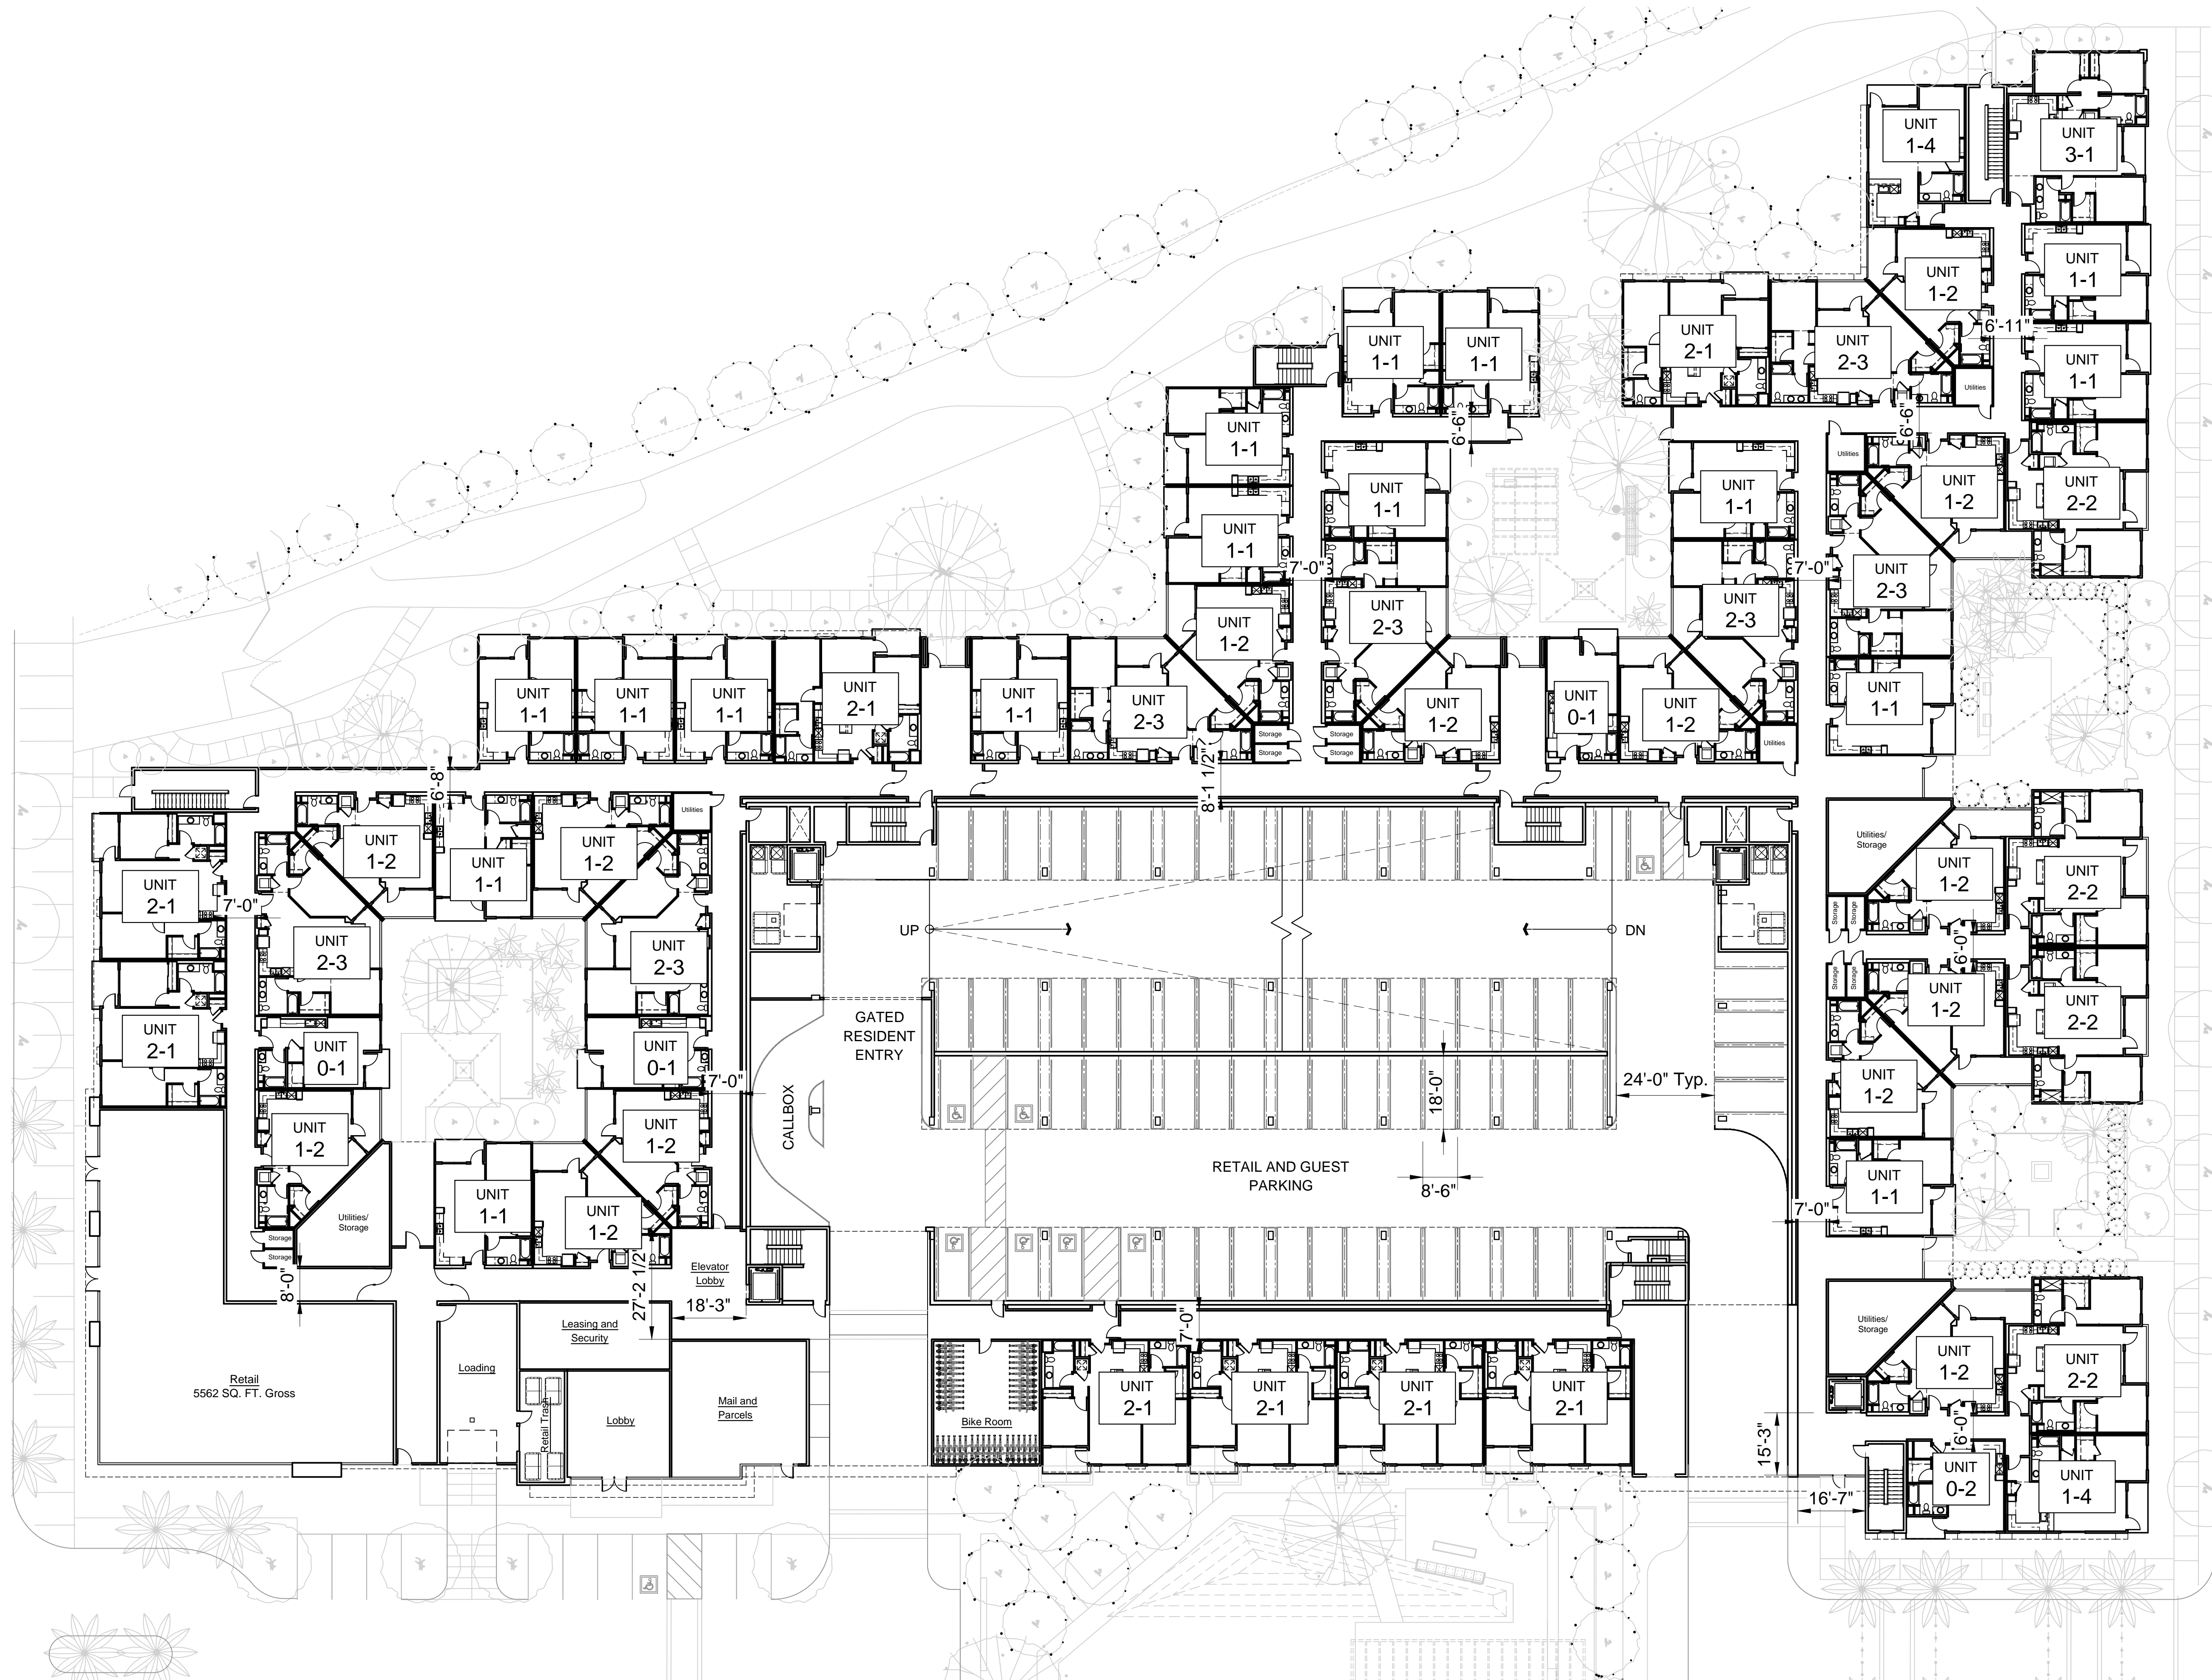 UNIT
1-4
UNIT
3-1
UNIT
1-2
UNIT
1-1
6'-11"
UNIT
1-1
UNIT
1-1
UNIT
1-1
UNIT
2-1
UNIT
2-3
Utilities
6'-6"
6'-6"
UNIT
1-1
UNIT
1-1
UNIT
1-1
UNIT
1-1
Utilities
UNIT
1-2
UNIT
2-2
UNIT
1-1
7'-0"
7'-0"
UNIT
2-3
UNIT
1-2
UNIT
2-3
UNIT
2-3
UNIT
1-1
UNIT
1-1
UNIT
1-1
UNIT
2-1
UNIT
1-1
UNIT
2-3
UNIT
1-2
UNIT
0-1
UNIT
1-2
UNIT
1-1
Storage
Storage
Storage
Storage
Utilities
6'-8"
8'-1 1/2"
Utilities
UNIT
1-2
UNIT
1-1
UNIT
1-2
Utilities/
Storage
UNIT
1-2
UNIT
2-2
UNIT
2-1
7'-0"
UNIT
2-3
UNIT
2-3
UP
DN
Storage
Storage
6'-0"
Storage
Storage
UNIT
1-2
UNIT
2-2
UNIT
2-1
UNIT
0-1
UNIT
0-1
GATED
RESIDENT
ENTRY
7'-0"
CALLBOX
18'-0"
24'-0" Typ.
UNIT
1-2
UNIT
1-2
UNIT
1-2
RETAIL AND GUEST
PARKING
8'-6"
UNIT
1-1
7'-0"
UNIT
1-1
UNIT
1-2
Utilities/
Storage
Storage
Storage
8'-0"
27'-2 1/2"
Elevator
Lobby
18'-3"
7'-0"
Leasing and
Security
Loading
Retail
5562 SQ. FT. Gross
Retail Trash
Lobby
Mail and
Parcels
Bike Room
UNIT
2-1
UNIT
2-1
UNIT
2-1
UNIT
2-1
Utilities/
Storage
UNIT
1-2
UNIT
2-2
6'-0"
15'-3"
16'-7"
UNIT
0-2
UNIT
1-4